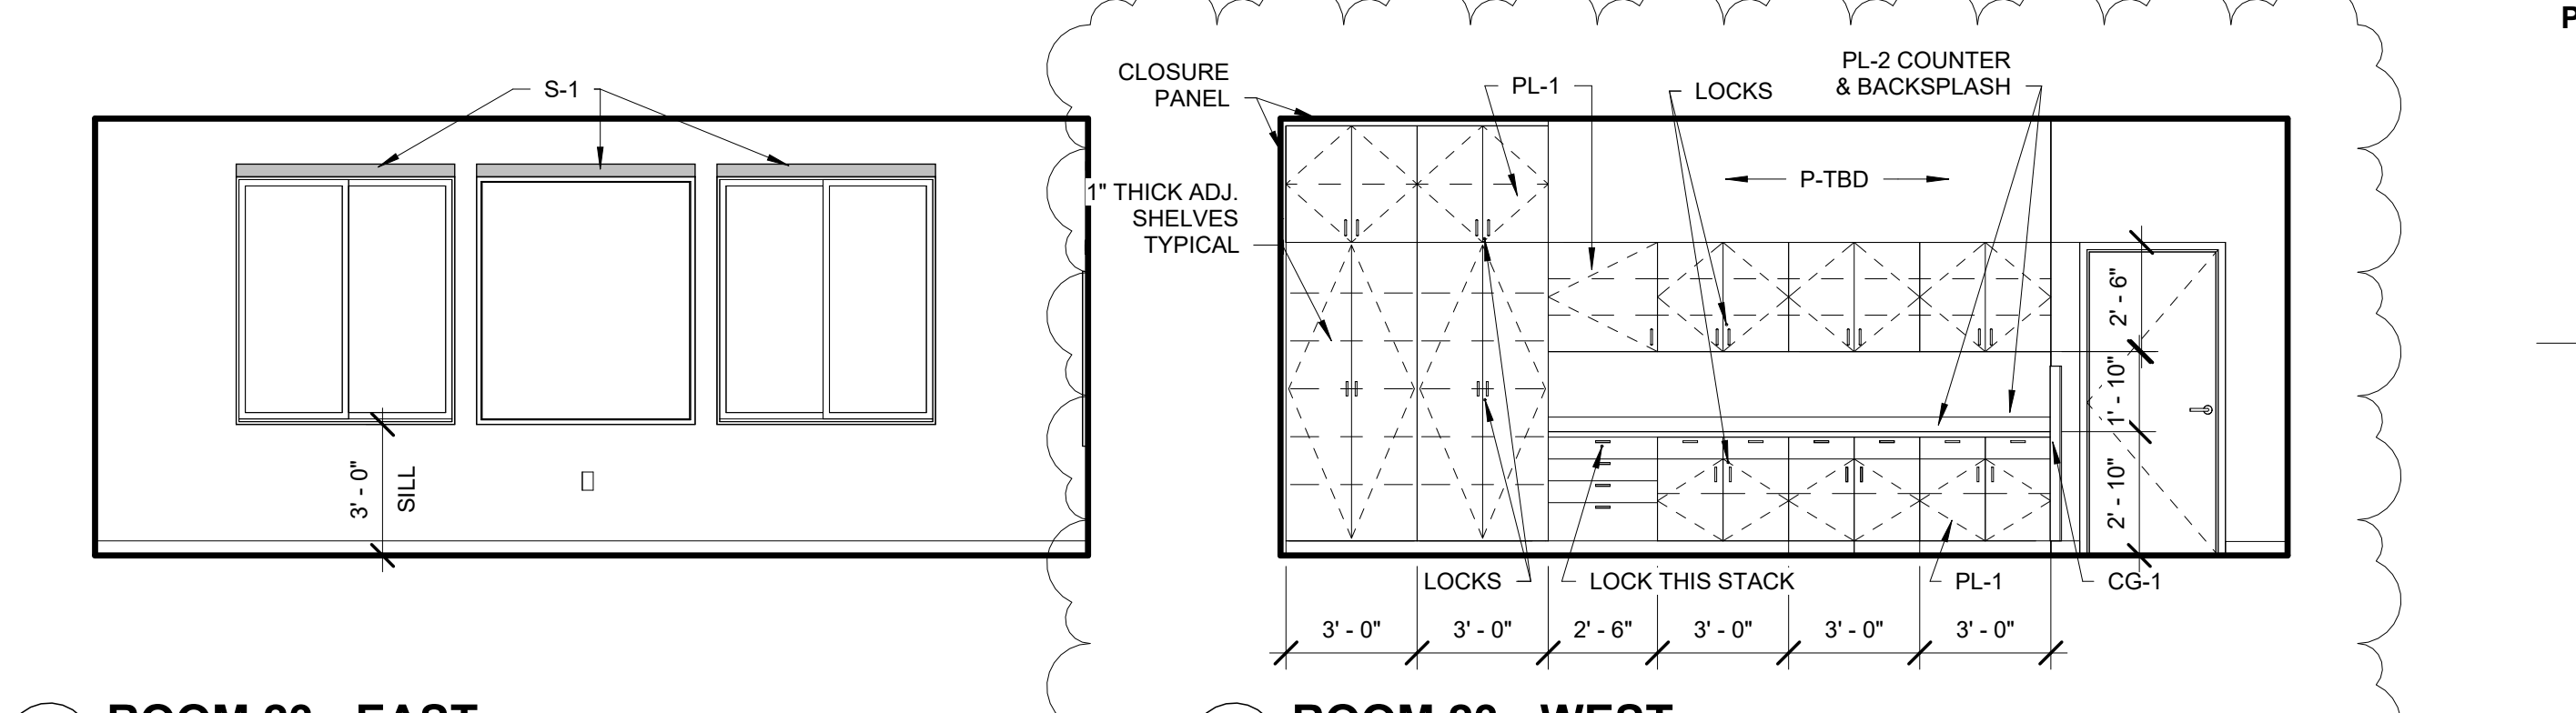 S-1
3' - 0"
SILL
CLOSURE
PANEL
1" THICK ADJ.
SHELVES
TYPICAL
PL-1
LOCKS
PL-2 COUNTER
& BACKSPLASH
P-TBD
2' - 6"
1' - 10"
2' - 10"
LOCKS
LOCK THIS STACK
PL-1
CG-1
3' - 0"
3' - 0"
2' - 6"
3' - 0"
3' - 0"
3' - 0"
P